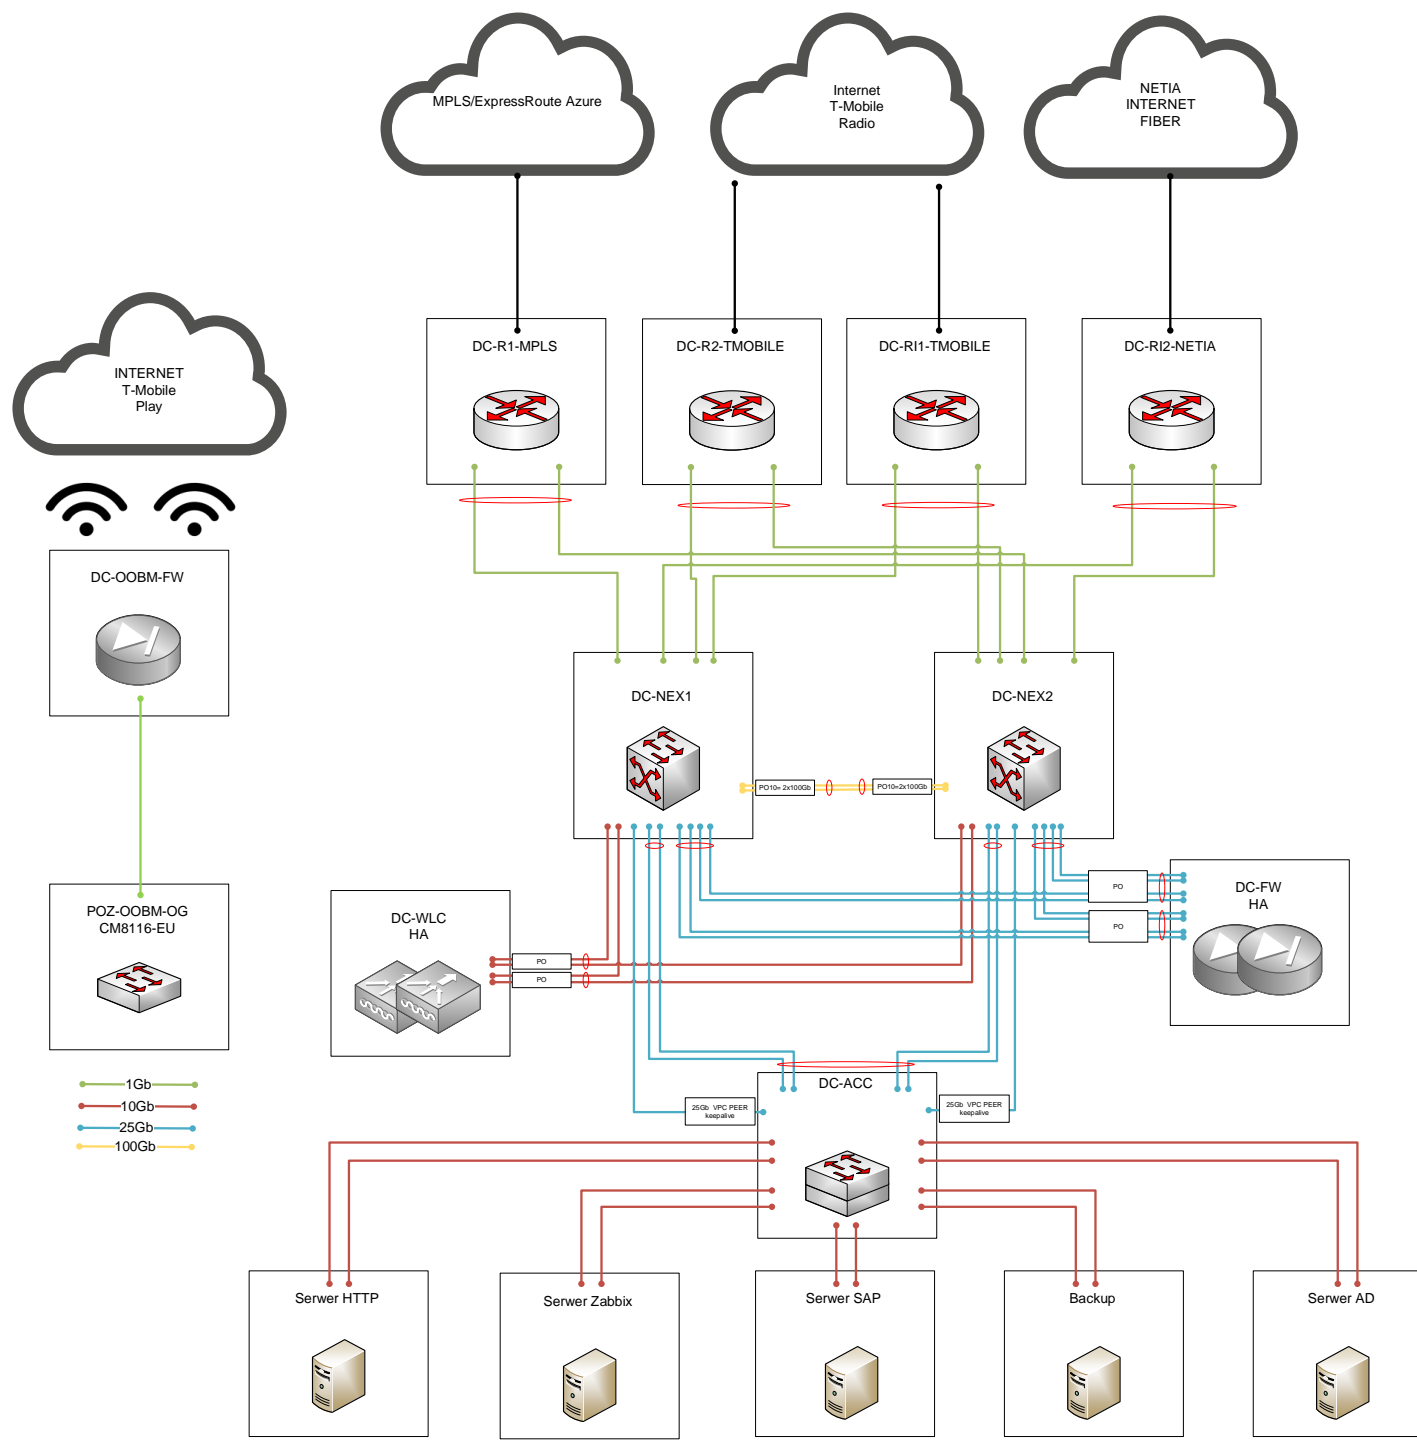 MPLS/ExpressRoute Azure
Internet
T-Mobile
Radio
NETIA
INTERNET
FIBER
INTERNET
T-Mobile
Play
DC-R1-MPLS
DC-R2-TMOBILE
DC-RI1-TMOBILE
DC-RI2-NETIA
DC-OOBM-FW
DC-NEX1
DC-NEX2
PO10= 2x100Gb
PO10=2x100Gb
POZ-OOBM-OG
CM8116-EU
DC-WLC
HA
PO
PO
PO
PO
DC-FW
HA
1Gb
10Gb
25Gb
100Gb
DC-ACC
25Gb VPC PEER
keepalive
25Gb VPC PEER
keepalive
Serwer HTTP
Serwer Zabbix
Serwer SAP
Backup
Serwer AD